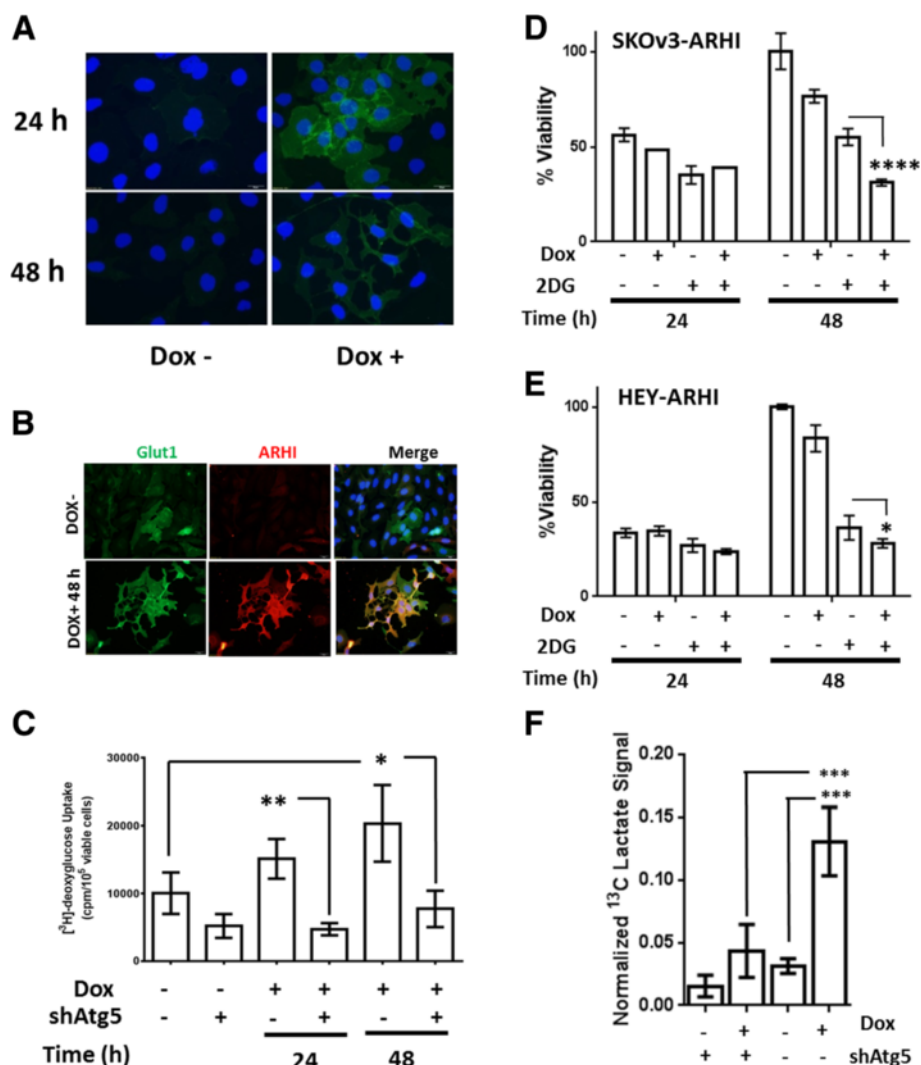 A
24 h
48 h
Dox -
Dox +
B
Glut1
ARHI
Merge
DOX-
DOX+ 48 h
C
[³H]-deoxyglucose Uptake
(cpm/10⁵ viable cells)
30000
20000
10000
0
*
**
Dox - - + + + +
shAtg5 - + - + - +
Time (h) 24 48
D
SKOv3-ARHI
% Viability
100
50
0
****
Dox - + - + - + - +
2DG - - + + - - + +
Time (h) 24 48
E
HEY-ARHI
%Viability
100
50
0
*
Dox - + - + - + - +
2DG - - + + - - + +
Time (h) 24 48
F
Normalized ¹³C Lactate Signal
0.20
0.15
0.10
0.05
0.00
***
***
- + - + Dox
+ + - - shAtg5